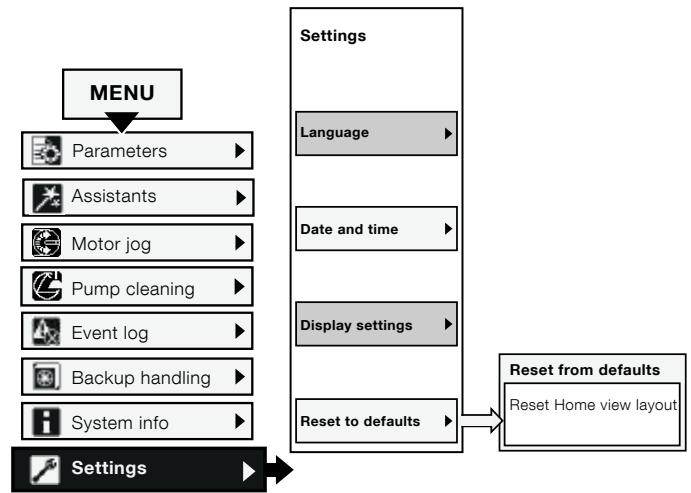 MENU
Parameters
Assistants
Motor jog
Pump cleaning
Event log
Backup handling
System info
Settings
Settings
Language
Date and time
Display settings
Reset to defaults
Reset from defaults
Reset Home view layout